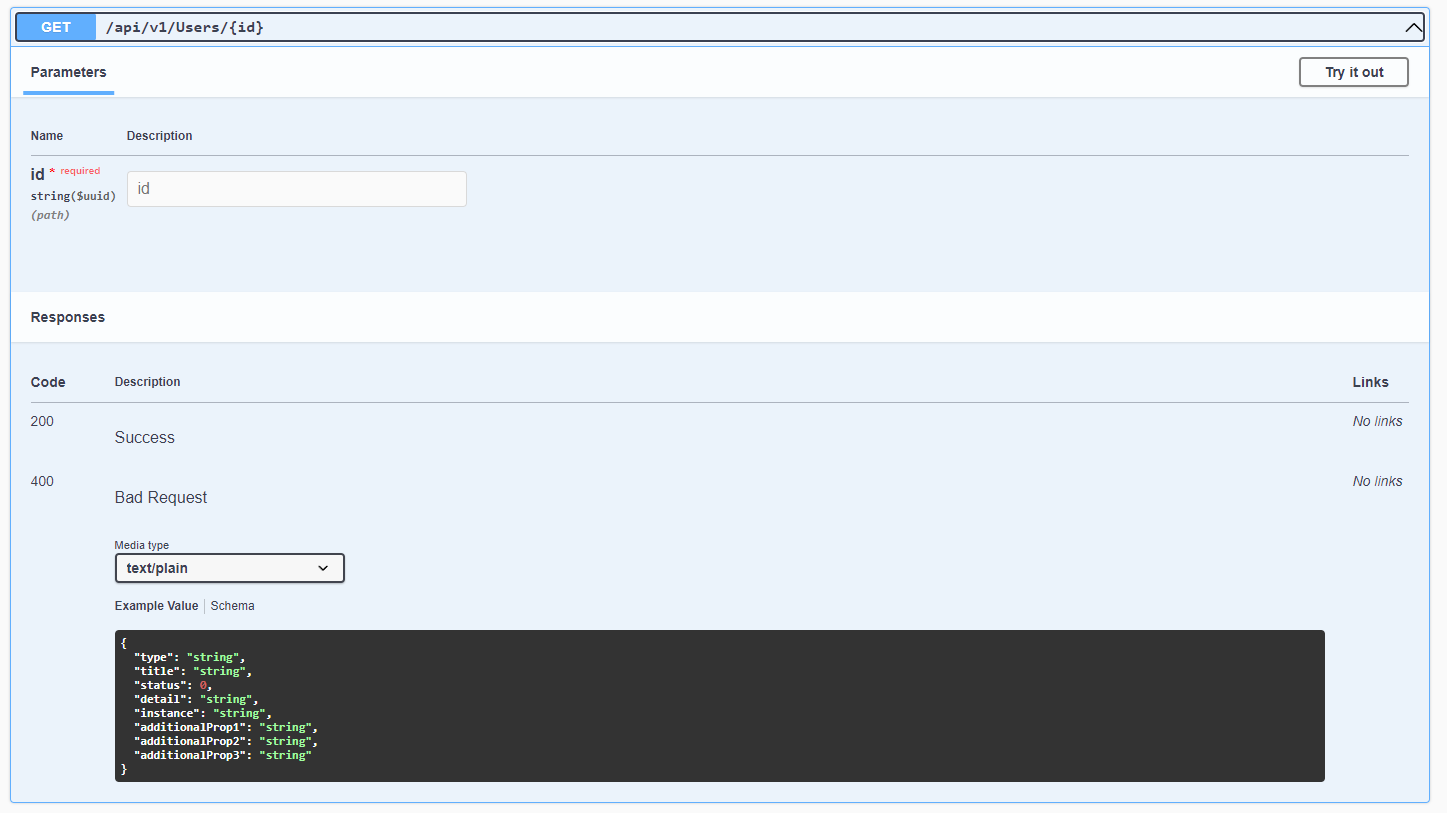 GET /api/v1/Users/{id}
Parameters
Try it out
Name Description
id * required
string($uuid)
(path)
id
Responses
Code Description Links
200 Success No links
400 Bad Request No links
Media type
text/plain
Example Value Schema
{
  "type": "string",
  "title": "string",
  "status": 0,
  "detail": "string",
  "instance": "string",
  "additionalProp1": "string",
  "additionalProp2": "string",
  "additionalProp3": "string"
}